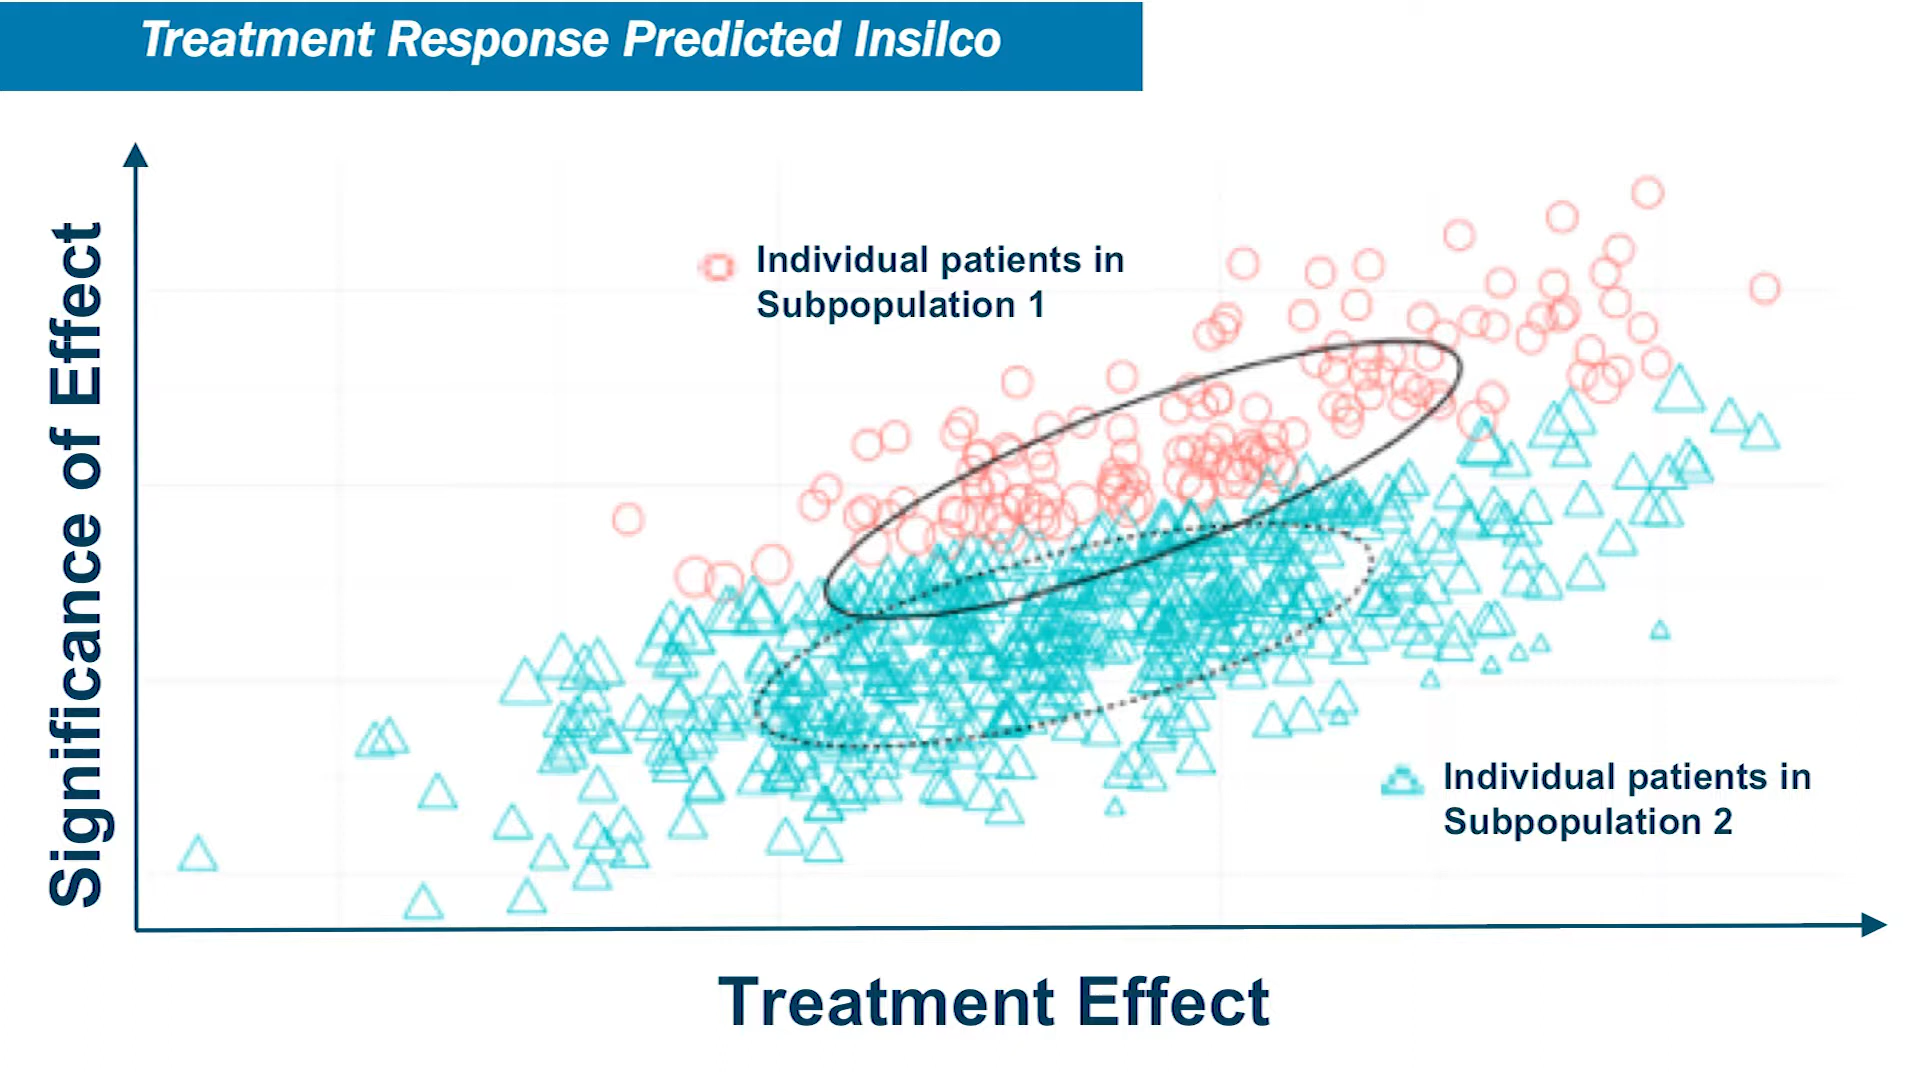 Treatment Response Predicted Insilco
Significance of Effect
Individual patients in
Subpopulation 1
Individual patients in
Subpopulation 2
Treatment Effect